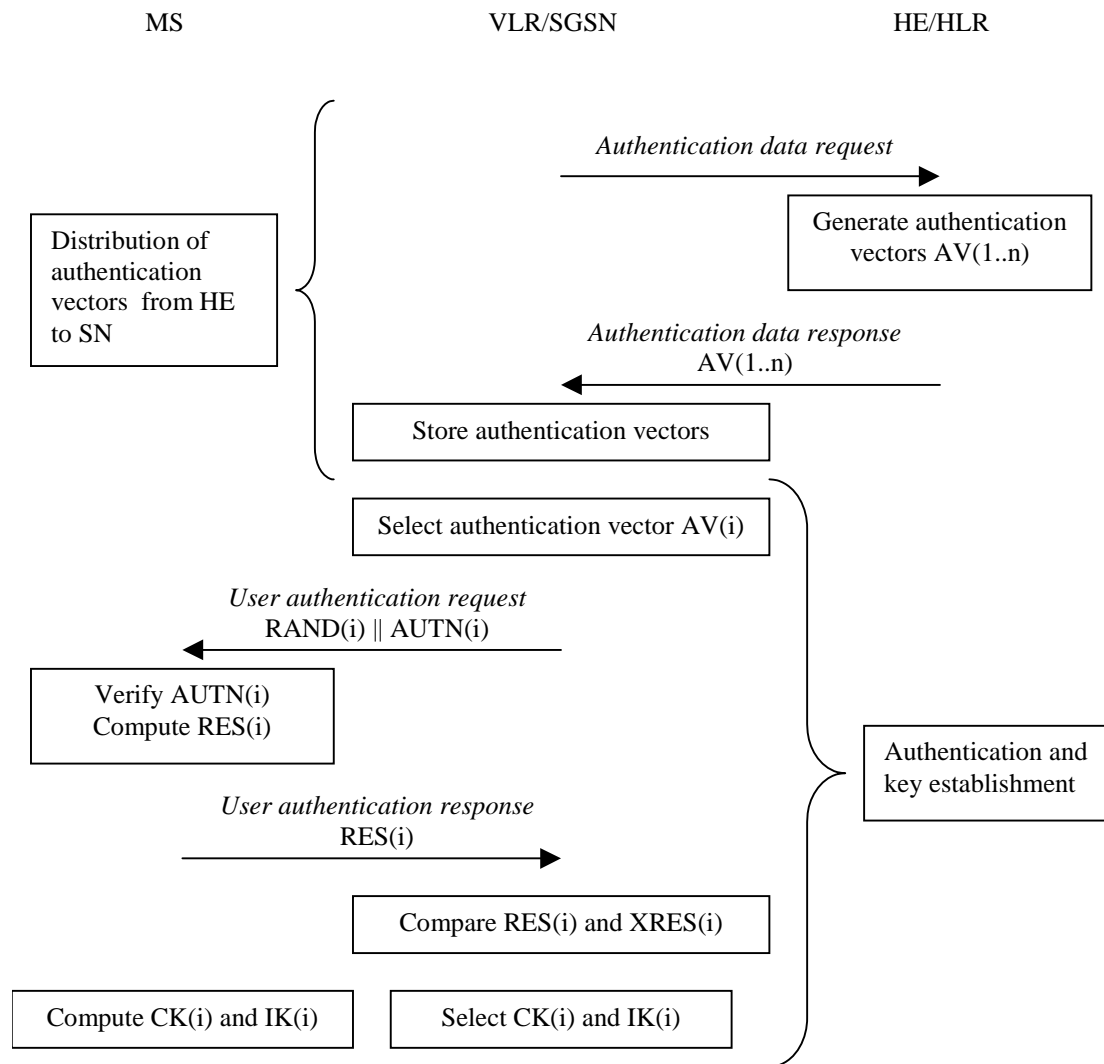 MS
VLR/SGSN
HE/HLR
Authentication data request
Generate authentication
vectors AV(1..n)
Distribution of
authentication
vectors from HE
to SN
Authentication data response
AV(1..n)
Store authentication vectors
Select authentication vector AV(i)
User authentication request
RAND(i) || AUTN(i)
Verify AUTN(i)
Compute RES(i)
Authentication and
key establishment
User authentication response
RES(i)
Compare RES(i) and XRES(i)
Compute CK(i) and IK(i)
Select CK(i) and IK(i)